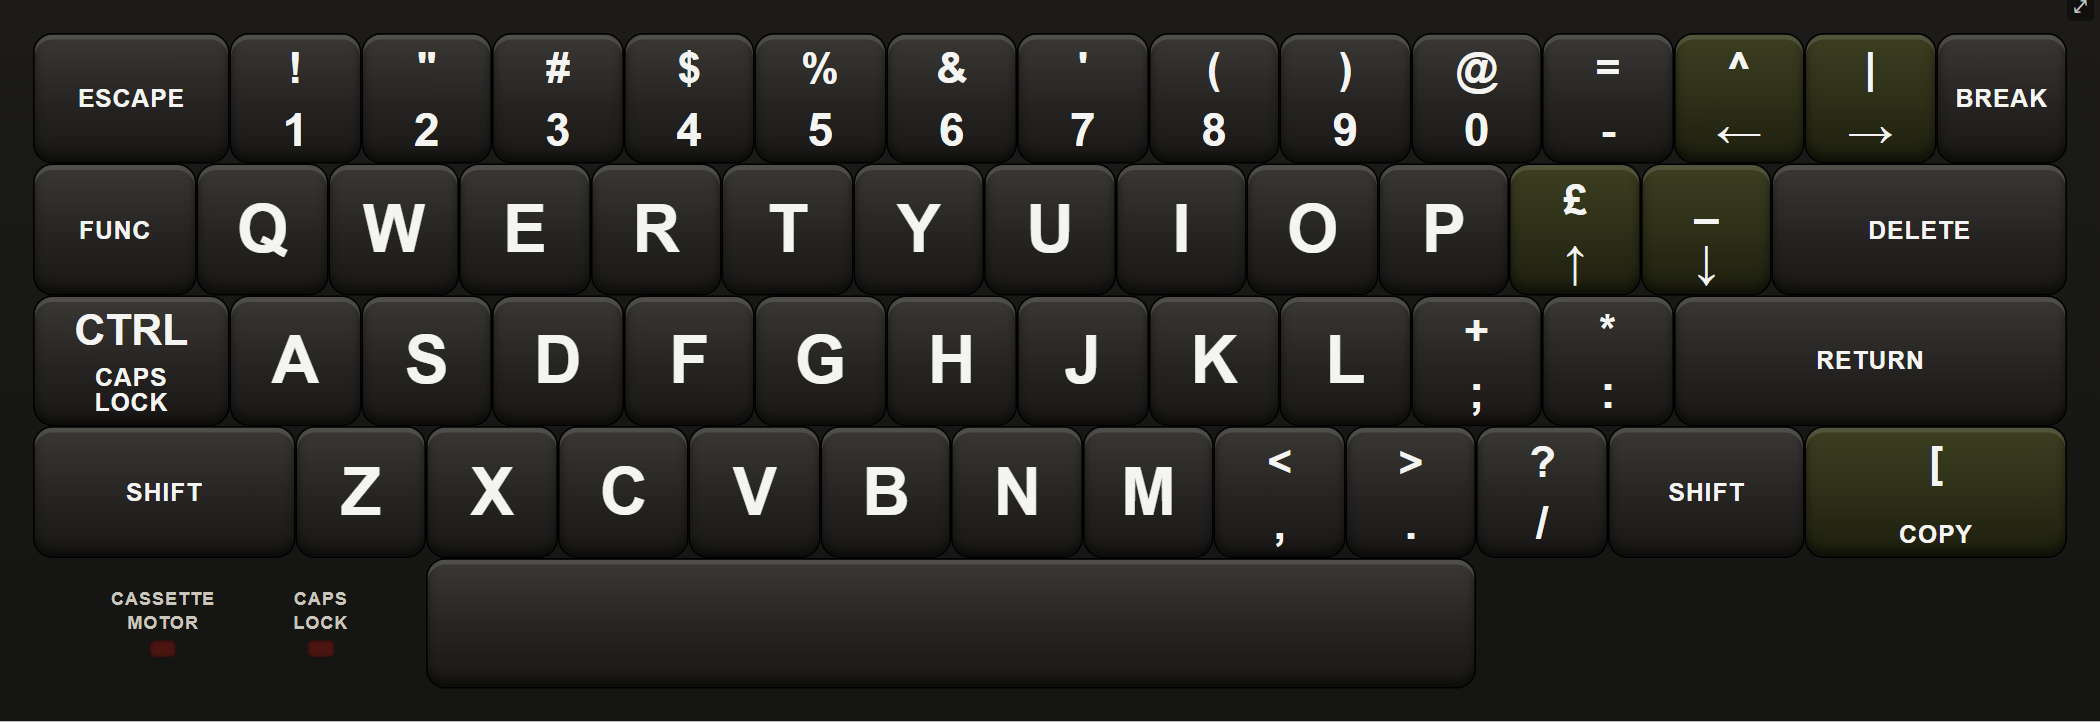 ESCAPE ! " # $ % & ' ( ) @ = ^ | BREAK
1 2 3 4 5 6 7 8 9 0 - ← →
FUNC Q W E R T Y U I O P £ _ DELETE
↑ ↓
CTRL A S D F G H J K L + * RETURN
CAPS ; :
LOCK
SHIFT Z X C V B N M < > ? SHIFT [
, . / COPY
CASSETTE CAPS
MOTOR LOCK